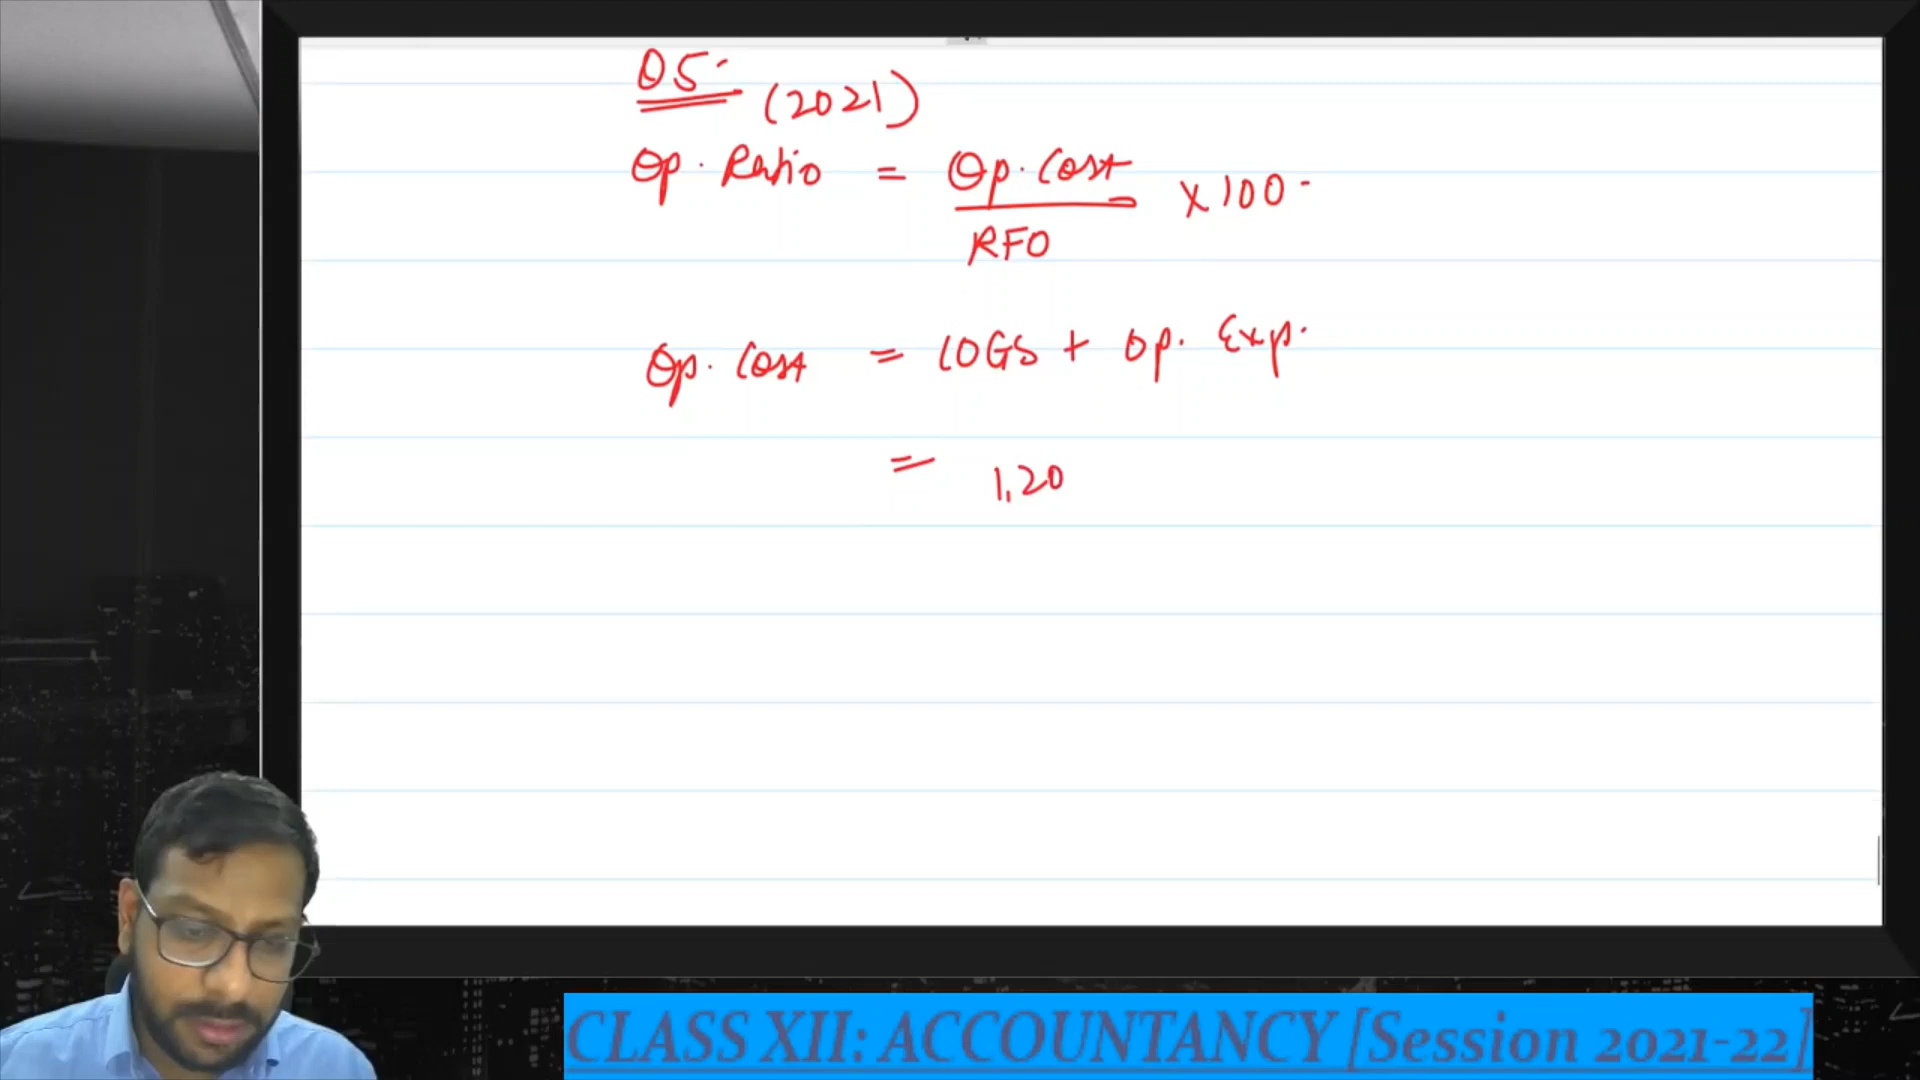 Q5.
(2021)
Op. Ratio = Op. Cost × 100.
RFO
Op. Cost = COGS + Op. Exp.
= 1,20
CLASS XII: ACCOUNTANCY [Session 2021-22]